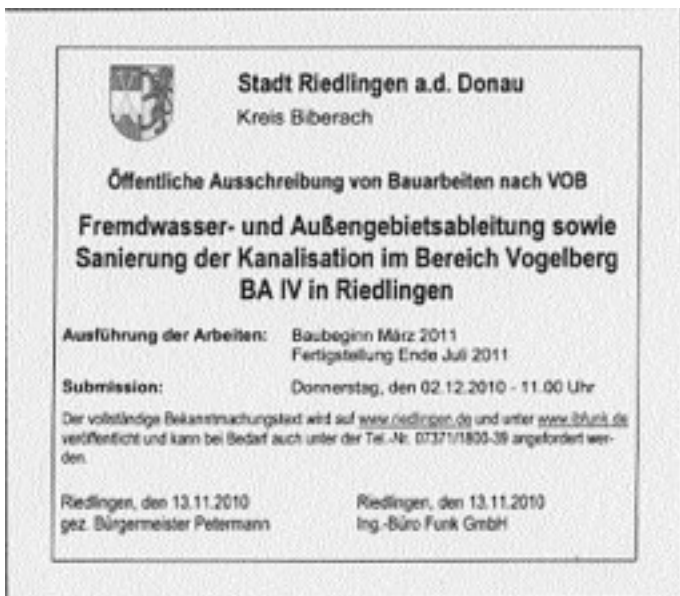 Stadt Riedlingen a.d. Donau
Kreis Biberach
Öffentliche Ausschreibung von Bauarbeiten nach VOB
Fremdwasser- und Außengebietsableitung sowie
Sanierung der Kanalisation im Bereich Vogelberg
BA IV in Riedlingen
Ausführung der Arbeiten: Baubeginn März 2011
Fertigstellung Ende Juli 2011
Submission: Donnerstag, den 02.12.2010 - 11.00 Uhr
Der vollständige Bekanntmachungstext wird auf www.riedlingen.de und unter www.ibfunk.de
veröffentlicht und kann bei Bedarf auch unter der Tel.-Nr. 07371/1800-39 angefordert wer-
den.
Riedlingen, den 13.11.2010 Riedlingen, den 13.11.2010
gez. Bürgermeister Petermann Ing.-Büro Funk GmbH